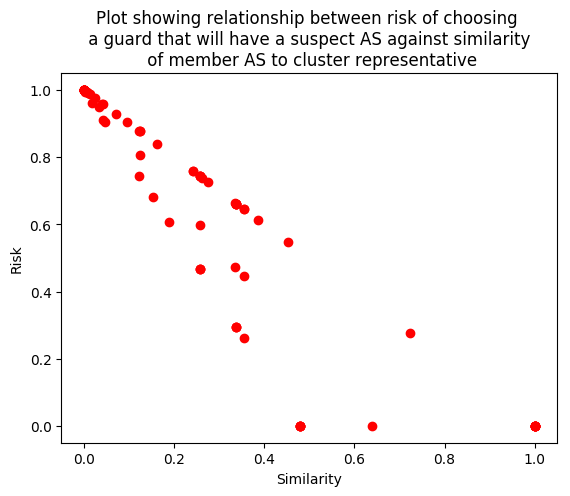 Plot showing relationship between risk of choosing
a guard that will have a suspect AS against similarity
of member AS to cluster representative
1.0
0.8
0.6
0.4
0.2
0.0
Risk
0.0 0.2 0.4 0.6 0.8 1.0
Similarity